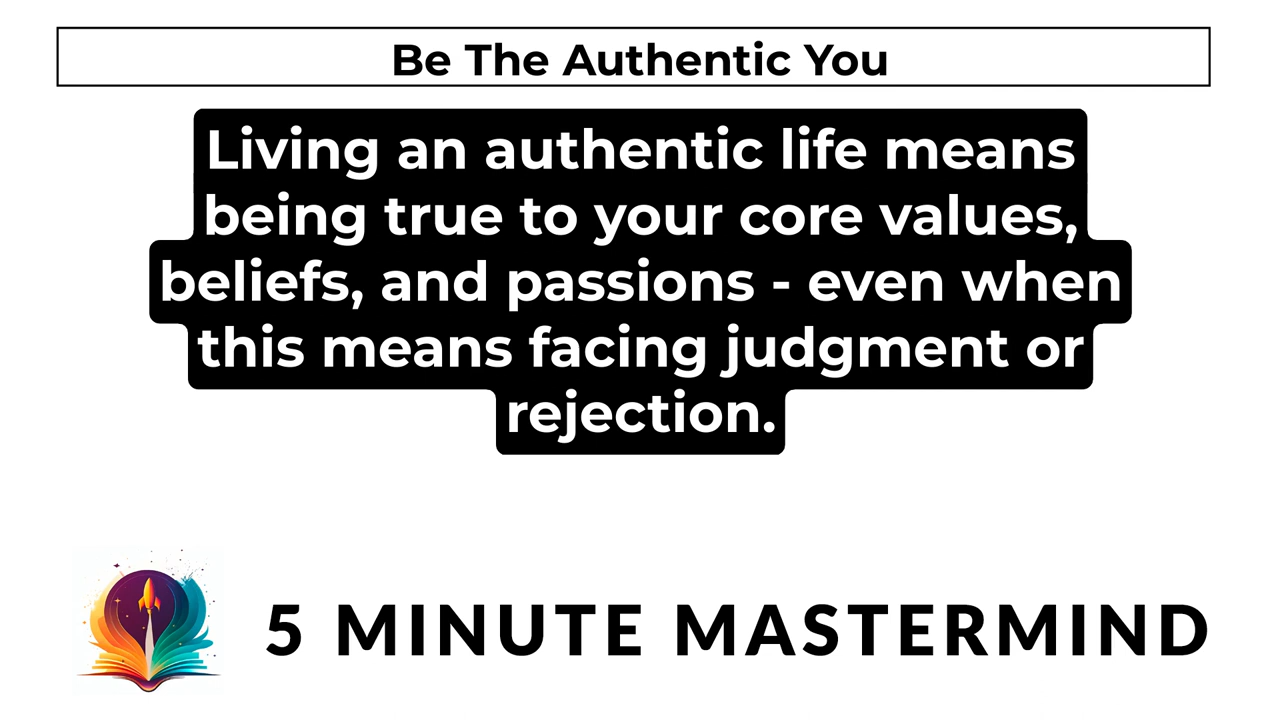 Be The Authentic You
Living an authentic life means
being true to your core values,
beliefs, and passions - even when
this means facing judgment or
rejection.
5 MINUTE MASTERMIND